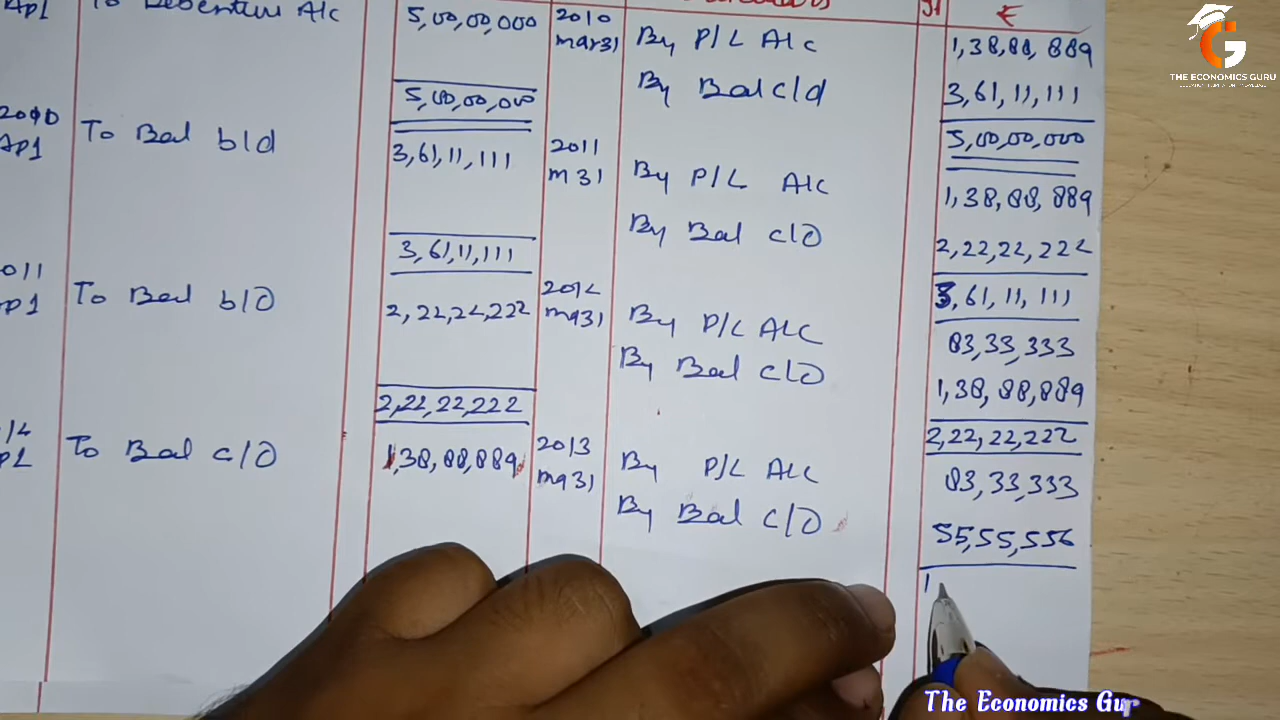 Ap1 To Debenture A/c 5,00,00,000 2010 mar31 By P/L A/c 1,38,88,889
By Bal c/d 3,61,11,111
5,00,00,000 5,00,00,000
2010 Ap1 To Bal b/d 3,61,11,111 2011 m31 By P/L A/c 1,38,88,889
By Bal c/d 2,22,22,222
3,61,11,111 3,61,11,111
2011 Ap1 To Bal b/d 2,22,22,222 2012 ma31 By P/L A/c 83,33,333
By Bal c/d 1,38,88,889
2,22,22,222 2,22,22,222
To Bal c/d 1,38,88,889 2013 ma31 By P/L A/c 83,33,333
By Bal c/d 55,55,556
1
THE ECONOMICS GURU
The Economics Gur